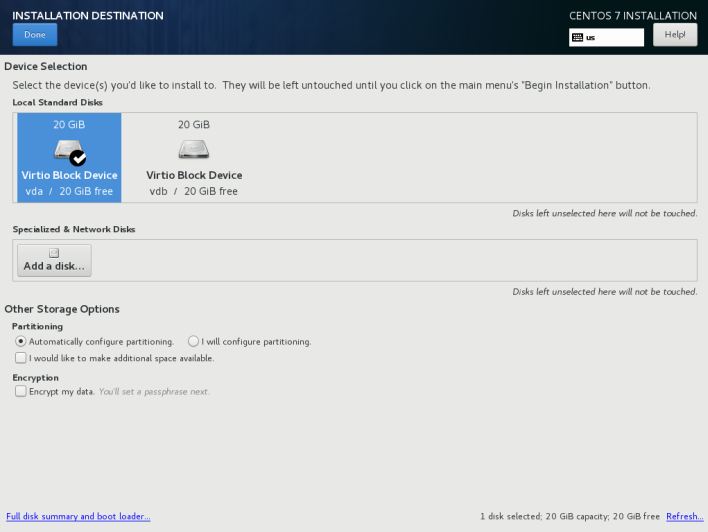 INSTALLATION DESTINATION
CENTOS 7 INSTALLATION
Done
us
Help!
Device Selection
Select the device(s) you'd like to install to. They will be left untouched until you click on the main menu's "Begin Installation" button.
Local Standard Disks
20 GiB
Virtio Block Device
vda / 20 GiB free
20 GiB
Virtio Block Device
vdb / 20 GiB free
Disks left unselected here will not be touched.
Specialized & Network Disks
Add a disk...
Disks left unselected here will not be touched.
Other Storage Options
Partitioning
Automatically configure partitioning. I will configure partitioning.
I would like to make additional space available.
Encryption
Encrypt my data. You'll set a passphrase next.
Full disk summary and boot loader...
1 disk selected; 20 GiB capacity; 20 GiB free Refresh...